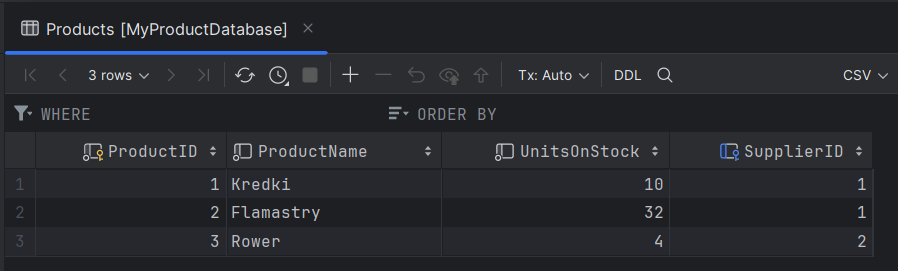 Products [MyProductDatabase]
3 rows Tx: Auto DDL CSV
WHERE ORDER BY
ProductID ProductName UnitsOnStock SupplierID
1 1 Kredki 10 1
2 2 Flamastry 32 1
3 3 Rower 4 2